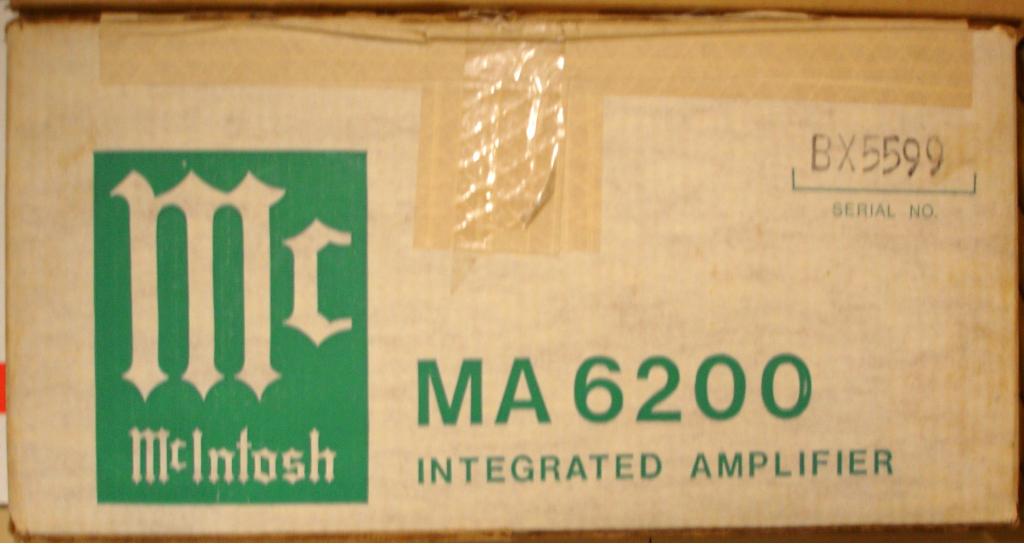 BX5599
SERIAL NO.
Mc
McIntosh
MA 6200
INTEGRATED AMPLIFIER